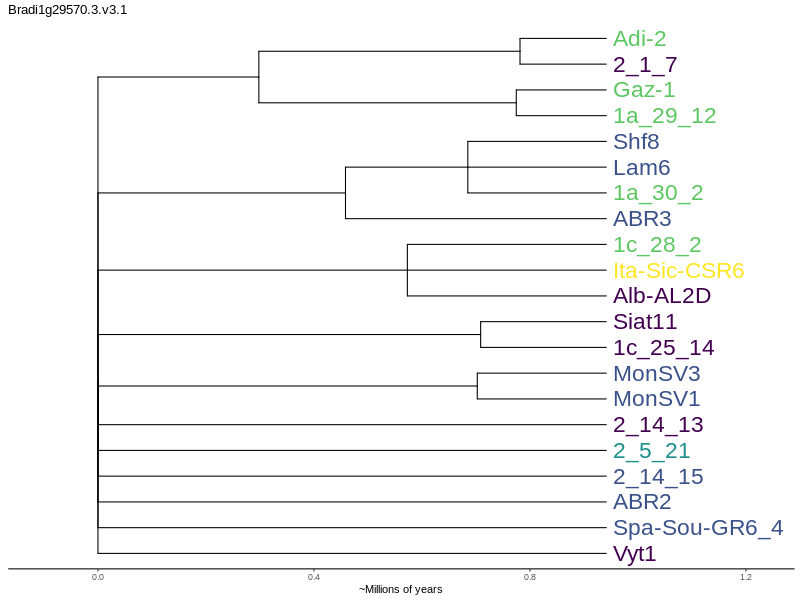 Bradi1g29570.3.v3.1
Adi-2
2_1_7
Gaz-1
1a_29_12
Shf8
Lam6
1a_30_2
ABR3
1c_28_2
Ita-Sic-CSR6
Alb-AL2D
Siat11
1c_25_14
MonSV3
MonSV1
2_14_13
2_5_21
2_14_15
ABR2
Spa-Sou-GR6_4
Vyt1
0.0 0.4 0.8 1.2
~Millions of years